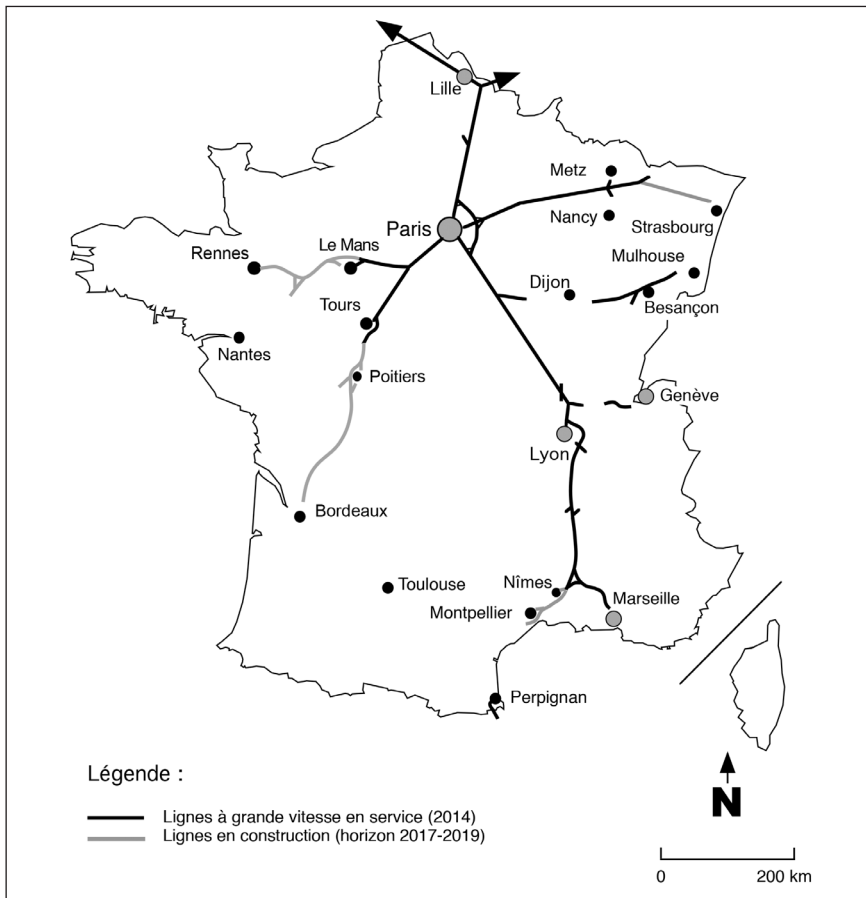 Lille
Metz
Paris
Nancy
Strasbourg
Rennes
Le Mans
Mulhouse
Dijon
Tours
Besançon
Nantes
Poitiers
Genève
Lyon
Bordeaux
Nîmes
Toulouse
Marseille
Montpellier
Perpignan
Légende :
N
Lignes à grande vitesse en service (2014)
Lignes en construction (horizon 2017-2019)
0 200 km